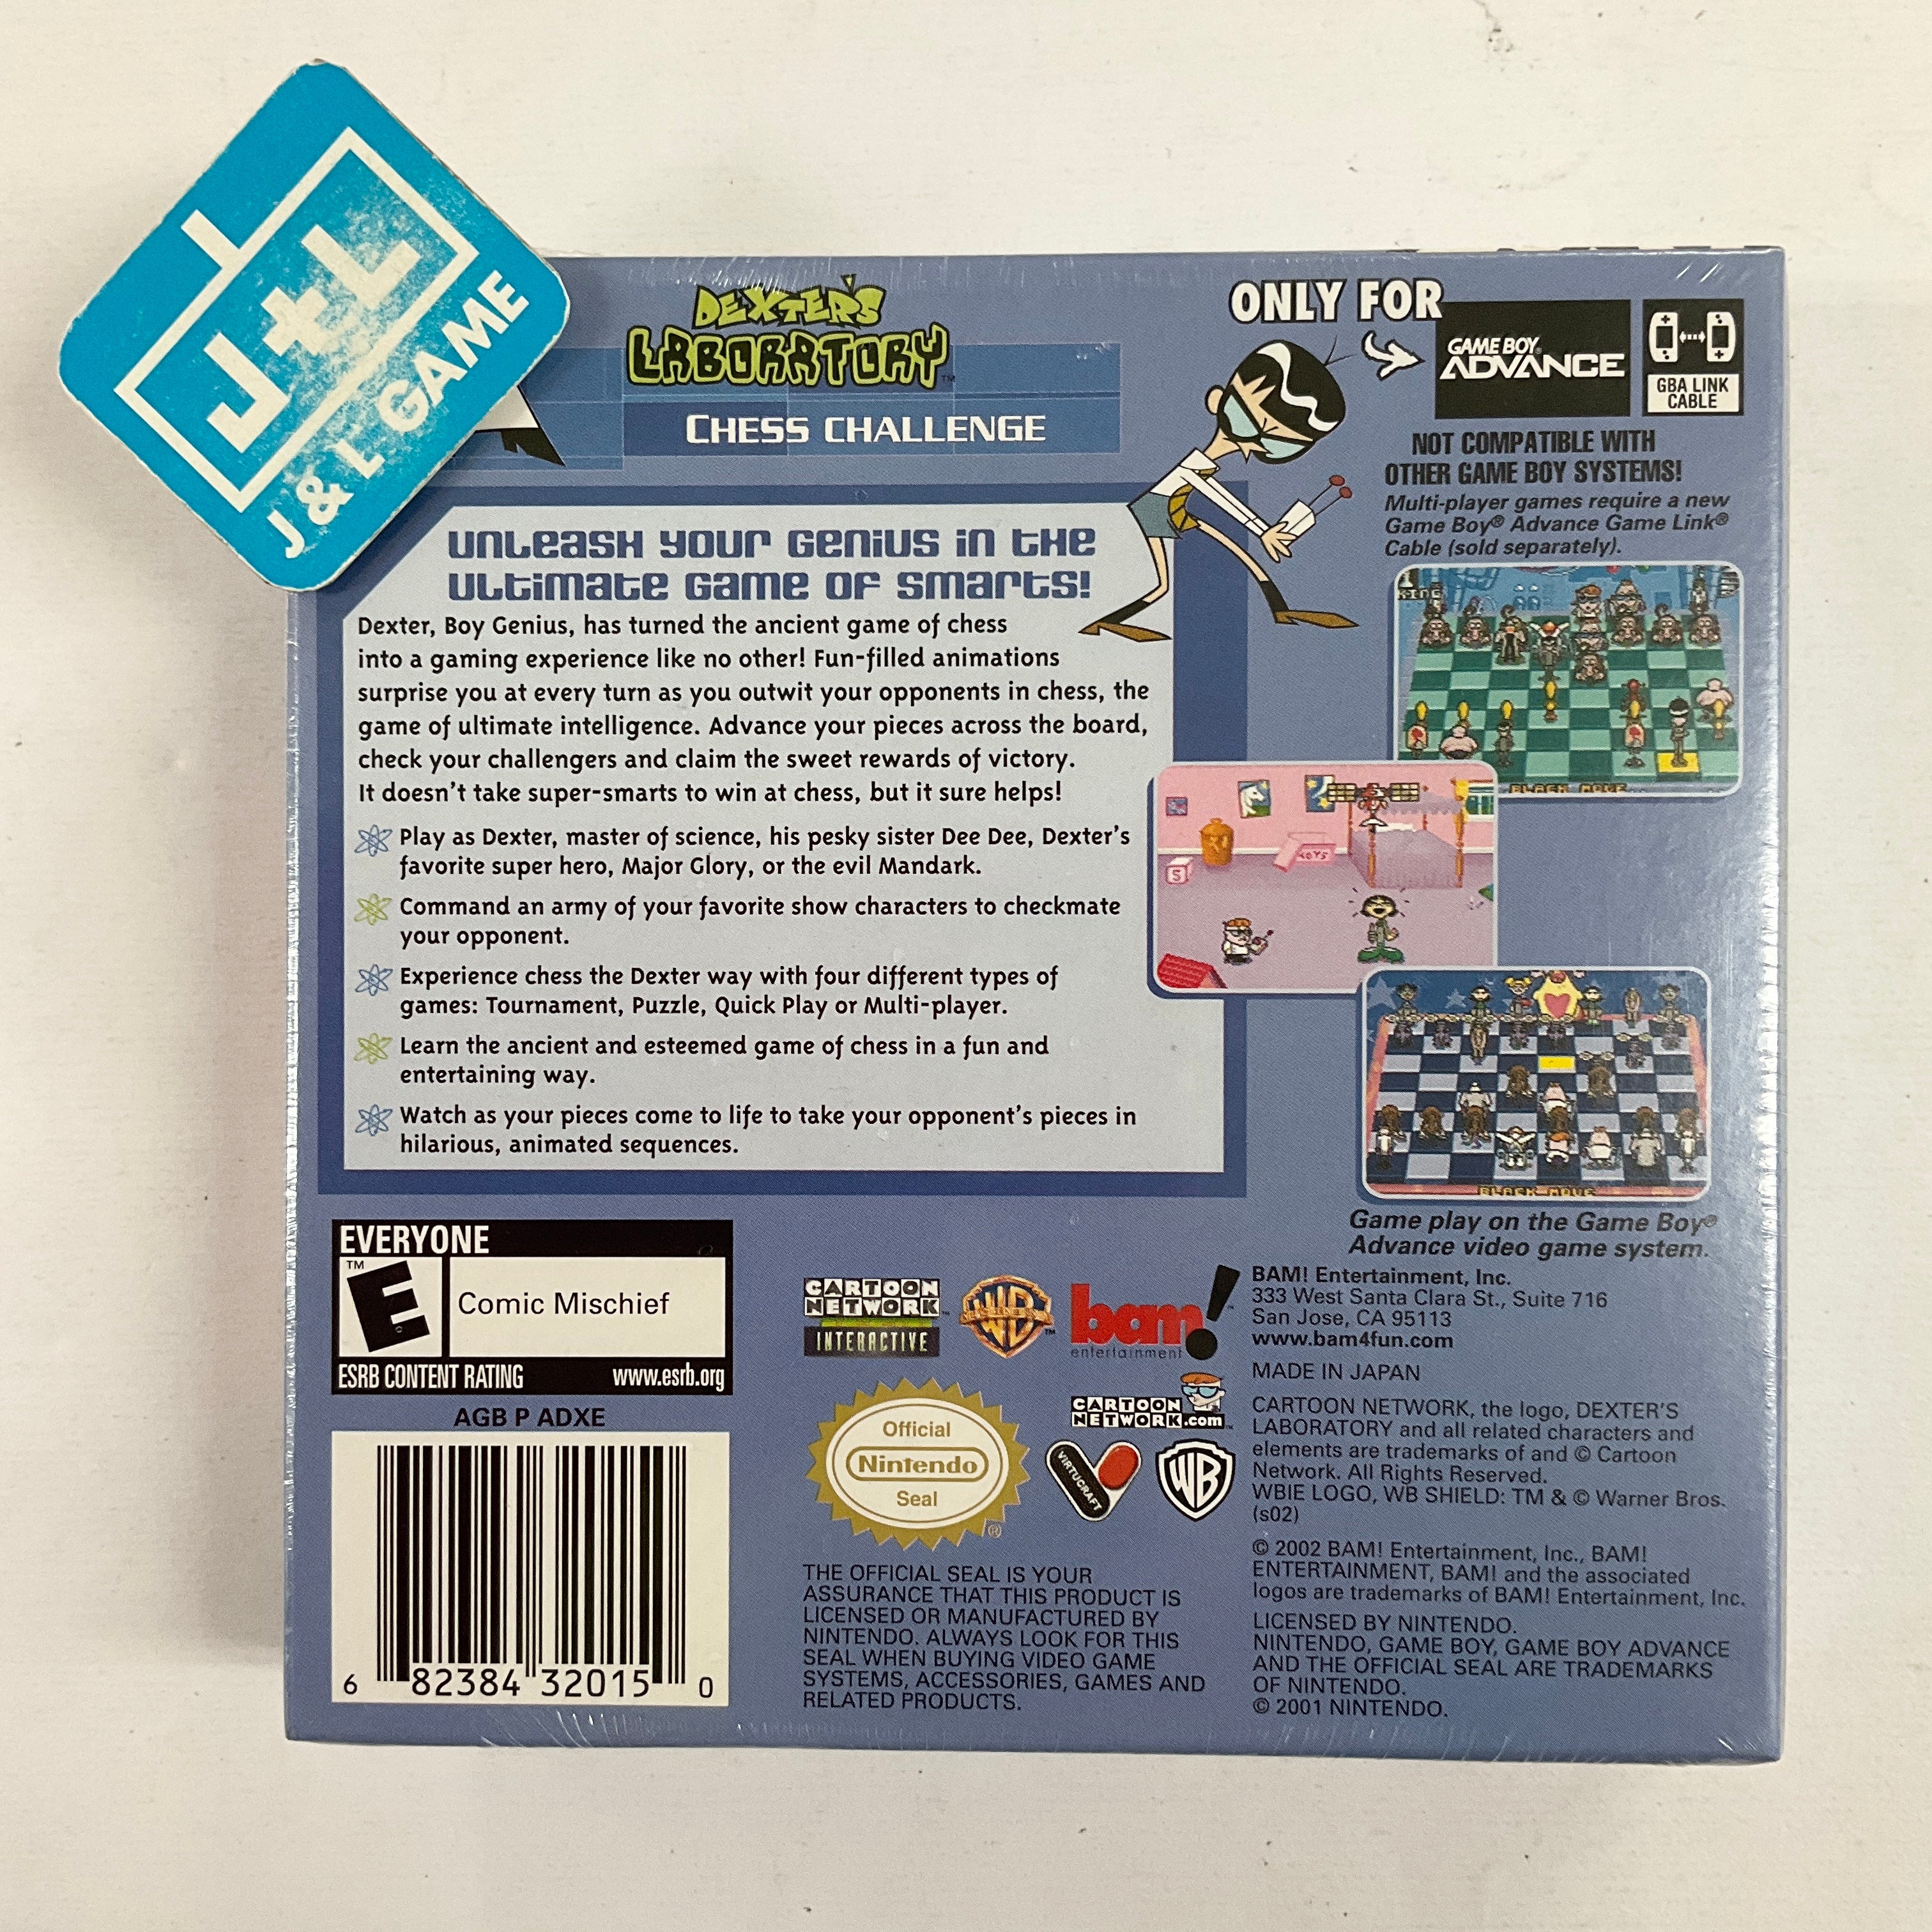 J+L
J & L GAME
DEXTER'S
LABORATORY™
CHESS CHALLENGE
ONLY FOR
GAME BOY
ADVANCE
GBA LINK
CABLE
NOT COMPATIBLE WITH
OTHER GAME BOY SYSTEMS!
Multi-player games require a new
Game Boy® Advance Game Link®
Cable (sold separately).
UNLEASH YOUR GENIUS IN THE
ULTIMATE GAME OF SMARTS!
Dexter, Boy Genius, has turned the ancient game of chess
into a gaming experience like no other! Fun-filled animations
surprise you at every turn as you outwit your opponents in chess, the
game of ultimate intelligence. Advance your pieces across the board,
check your challengers and claim the sweet rewards of victory.
It doesn't take super-smarts to win at chess, but it sure helps!
Play as Dexter, master of science, his pesky sister Dee Dee, Dexter's
favorite super hero, Major Glory, or the evil Mandark.
Command an army of your favorite show characters to checkmate
your opponent.
Experience chess the Dexter way with four different types of
games: Tournament, Puzzle, Quick Play or Multi-player.
Learn the ancient and esteemed game of chess in a fun and
entertaining way.
Watch as your pieces come to life to take your opponent's pieces in
hilarious, animated sequences.
KING
BLACK MOVE
TOYS
S
BLACK MOVE
Game play on the Game Boy®
Advance video game system.
EVERYONE
E™
Comic Mischief
ESRB CONTENT RATING www.esrb.org
AGB P ADXE
6 82384 32015 0
CARTOON
NETWORK™
INTERACTIVE
WB™
bam!™
entertainment
CARTOON
NETWORK.com™
Official
Nintendo
Seal
®
VIRTUCRAFT
WB
THE OFFICIAL SEAL IS YOUR
ASSURANCE THAT THIS PRODUCT IS
LICENSED OR MANUFACTURED BY
NINTENDO. ALWAYS LOOK FOR THIS
SEAL WHEN BUYING VIDEO GAME
SYSTEMS, ACCESSORIES, GAMES AND
RELATED PRODUCTS.
BAM! Entertainment, Inc.
333 West Santa Clara St., Suite 716
San Jose, CA 95113
www.bam4fun.com
MADE IN JAPAN
CARTOON NETWORK, the logo, DEXTER'S
LABORATORY and all related characters and
elements are trademarks of and © Cartoon
Network. All Rights Reserved.
WBIE LOGO, WB SHIELD: TM & © Warner Bros.
(s02)
© 2002 BAM! Entertainment, Inc., BAM!
ENTERTAINMENT, BAM! and the associated
logos are trademarks of BAM! Entertainment, Inc.
LICENSED BY NINTENDO.
NINTENDO, GAME BOY, GAME BOY ADVANCE
AND THE OFFICIAL SEAL ARE TRADEMARKS
OF NINTENDO.
© 2001 NINTENDO.